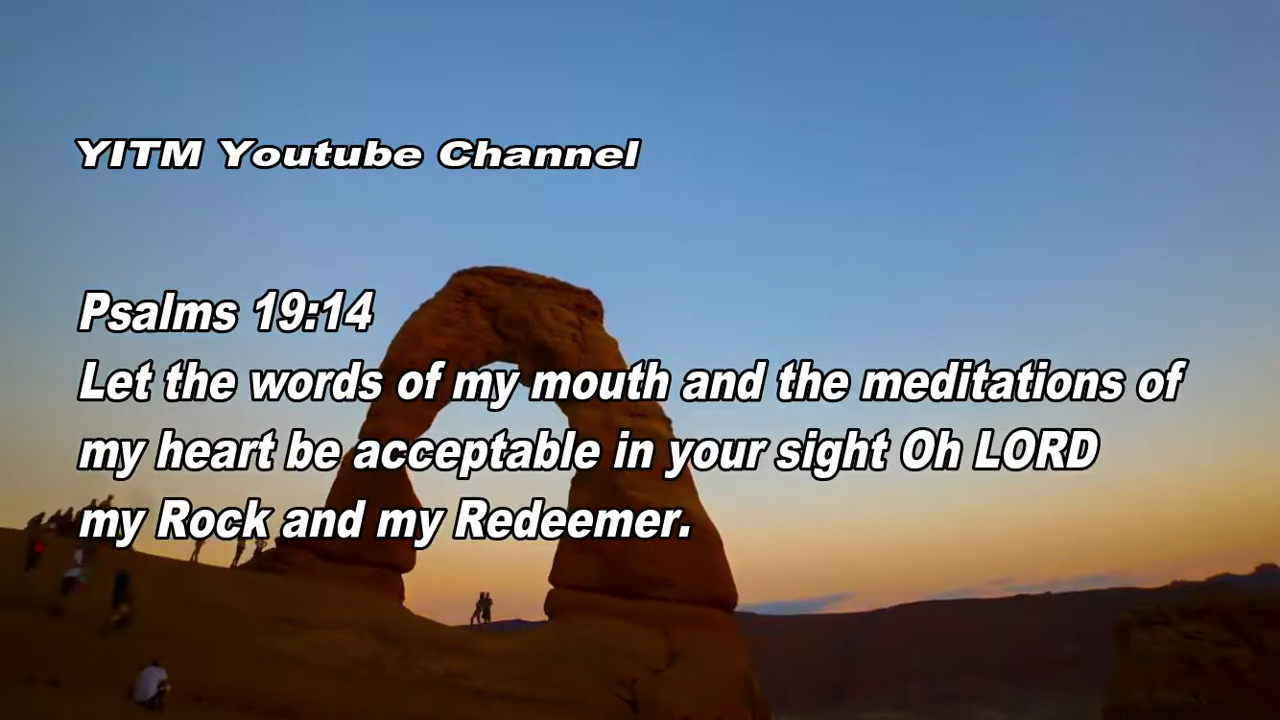 YITM Youtube Channel
Psalms 19:14
Let the words of my mouth and the meditations of
my heart be acceptable in your sight Oh LORD
my Rock and my Redeemer.